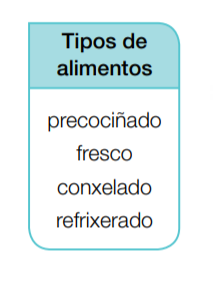 Tipos de
alimentos
precociñado
fresco
conxelado
refrixerado